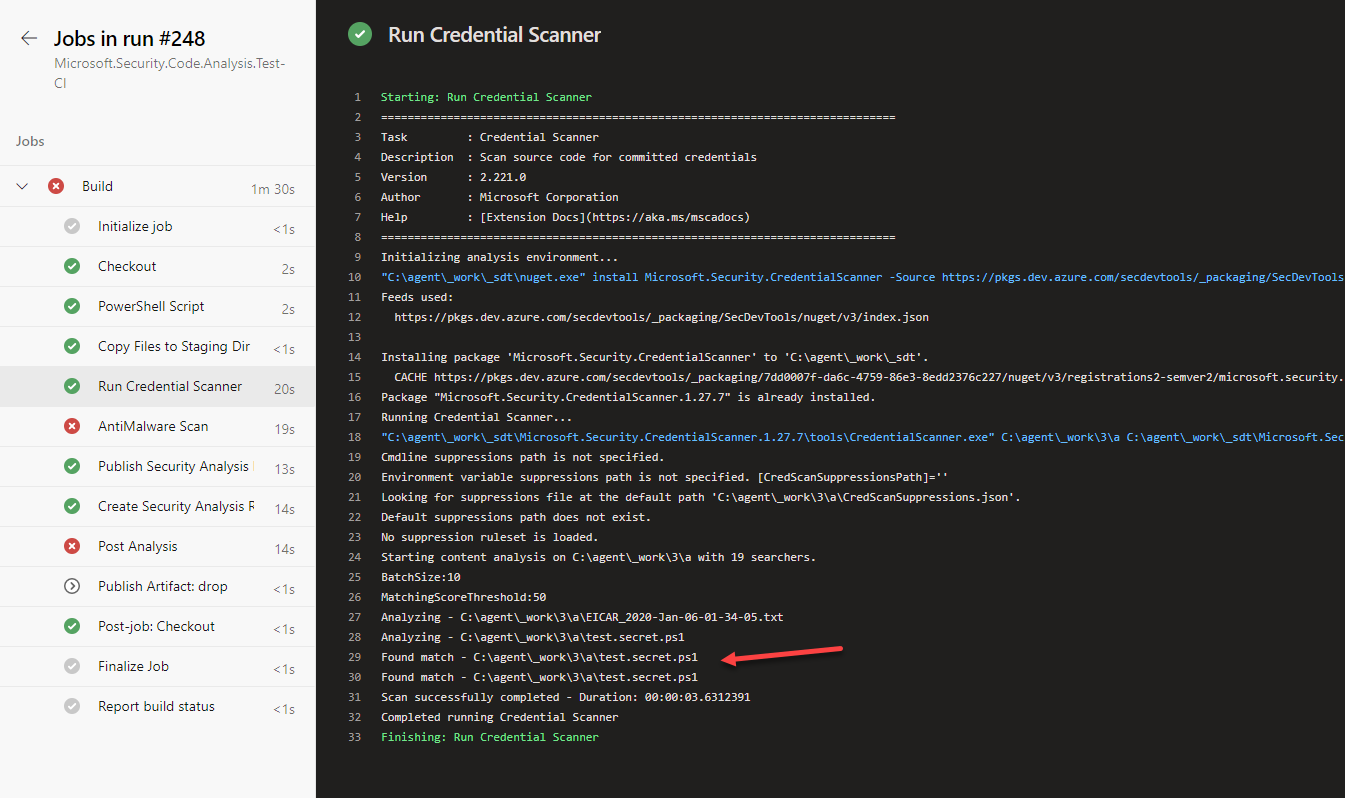 Jobs in run #248
Microsoft.Security.Code.Analysis.Test-
CI
Jobs
Build 1m 30s
Initialize job <1s
Checkout 2s
PowerShell Script 2s
Copy Files to Staging Dir <1s
Run Credential Scanner 20s
AntiMalware Scan 19s
Publish Security Analysis 13s
Create Security Analysis R 14s
Post Analysis 14s
Publish Artifact: drop <1s
Post-job: Checkout <1s
Finalize Job <1s
Report build status <1s
Run Credential Scanner
1 Starting: Run Credential Scanner
2 ==============================================================================
3 Task : Credential Scanner
4 Description : Scan source code for committed credentials
5 Version : 2.221.0
6 Author : Microsoft Corporation
7 Help : [Extension Docs](https://aka.ms/mscadocs)
8 ==============================================================================
9 Initializing analysis environment...
10 "C:\agent\_work\_sdt\nuget.exe" install Microsoft.Security.CredentialScanner -Source https://pkgs.dev.azure.com/secdevtools/_packaging/SecDevTools
11 Feeds used:
12 https://pkgs.dev.azure.com/secdevtools/_packaging/SecDevTools/nuget/v3/index.json
13
14 Installing package 'Microsoft.Security.CredentialScanner' to 'C:\agent\_work\_sdt'.
15 CACHE https://pkgs.dev.azure.com/secdevtools/_packaging/7dd0007f-da6c-4759-86e3-8edd2376c227/nuget/v3/registrations2-semver2/microsoft.security.
16 Package "Microsoft.Security.CredentialScanner.1.27.7" is already installed.
17 Running Credential Scanner...
18 "C:\agent\_work\_sdt\Microsoft.Security.CredentialScanner.1.27.7\tools\CredentialScanner.exe" C:\agent\_work\3\a C:\agent\_work\_sdt\Microsoft.Sec
19 Cmdline suppressions path is not specified.
20 Environment variable suppressions path is not specified. [CredScanSuppressionsPath]=''
21 Looking for suppressions file at the default path 'C:\agent\_work\3\a\CredScanSuppressions.json'.
22 Default suppressions path does not exist.
23 No suppression ruleset is loaded.
24 Starting content analysis on C:\agent\_work\3\a with 19 searchers.
25 BatchSize:10
26 MatchingScoreThreshold:50
27 Analyzing - C:\agent\_work\3\a\EICAR_2020-Jan-06-01-34-05.txt
28 Analyzing - C:\agent\_work\3\a\test.secret.ps1
29 Found match - C:\agent\_work\3\a\test.secret.ps1
30 Found match - C:\agent\_work\3\a\test.secret.ps1
31 Scan successfully completed - Duration: 00:00:03.6312391
32 Completed running Credential Scanner
33 Finishing: Run Credential Scanner